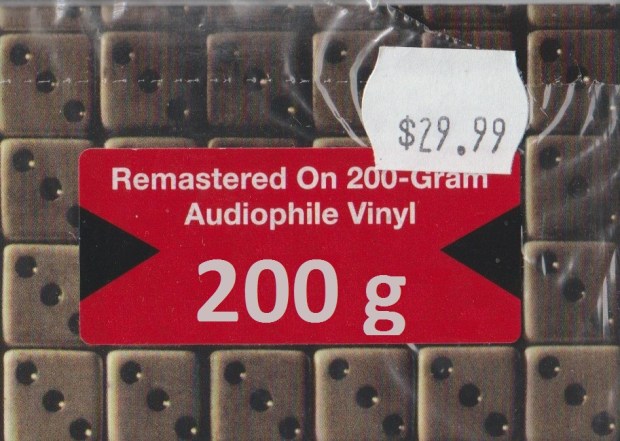 $29.99
Remastered On 200-Gram
Audiophile Vinyl
200 g